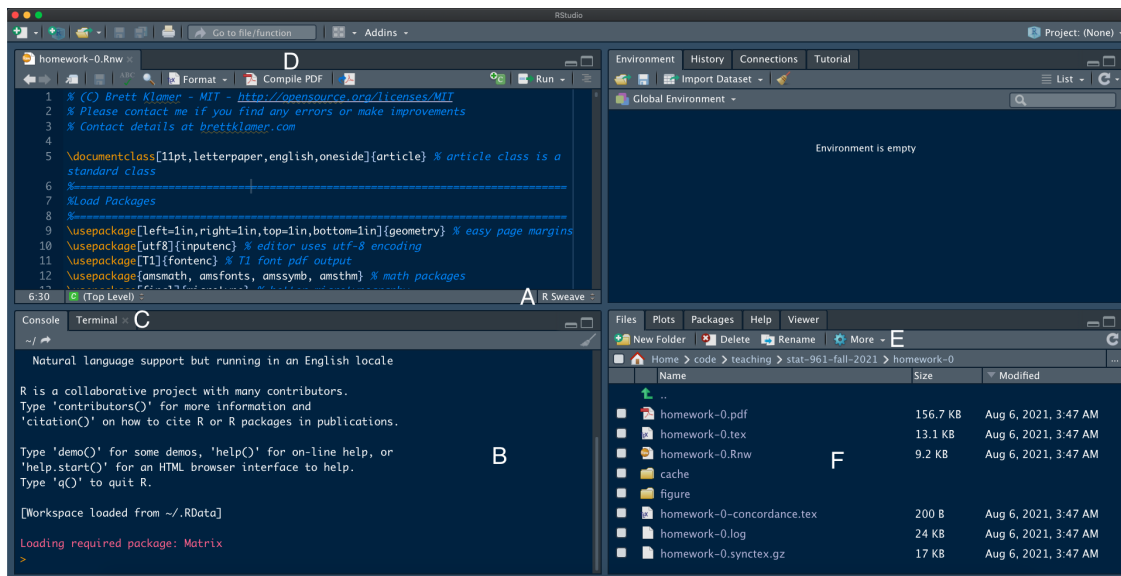 RStudio
Go to file/function Addins Project: (None)
homework-0.Rnw D
ABC Format Compile PDF Run
1 % (C) Brett Klamer - MIT - http://opensource.org/licenses/MIT
2 % Please contact me if you find any errors or make improvements
3 % Contact details at brettklamer.com
4
5 \documentclass[11pt,letterpaper,english,oneside]{article} % article class is a
standard class
6 %==========================================================================
7 %Load Packages
8 %==========================================================================
9 \usepackage[left=1in,right=1in,top=1in,bottom=1in]{geometry} % easy page margins
10 \usepackage[utf8]{inputenc} % editor uses utf-8 encoding
11 \usepackage[T1]{fontenc} % T1 font pdf output
12 \usepackage{amsmath, amsfonts, amssymb, amsthm} % math packages
6:30 C (Top Level) A R Sweave
Environment History Connections Tutorial
Import Dataset List
Global Environment
Environment is empty
Console Terminal C
~/
Natural language support but running in an English locale
R is a collaborative project with many contributors.
Type 'contributors()' for more information and
'citation()' on how to cite R or R packages in publications.
Type 'demo()' for some demos, 'help()' for on-line help, or
'help.start()' for an HTML browser interface to help.
Type 'q()' to quit R.
B
[Workspace loaded from ~/.RData]
Loading required package: Matrix
>
Files Plots Packages Help Viewer
New Folder Delete Rename More E
Home > code > teaching > stat-961-fall-2021 > homework-0 ...
Name Size Modified
..
homework-0.pdf 156.7 KB Aug 6, 2021, 3:47 AM
homework-0.tex 13.1 KB Aug 6, 2021, 3:47 AM
homework-0.Rnw 9.2 KB Aug 6, 2021, 3:47 AM
F
cache
figure
homework-0-concordance.tex 200 B Aug 6, 2021, 3:47 AM
homework-0.log 24 KB Aug 6, 2021, 3:47 AM
homework-0.synctex.gz 17 KB Aug 6, 2021, 3:47 AM